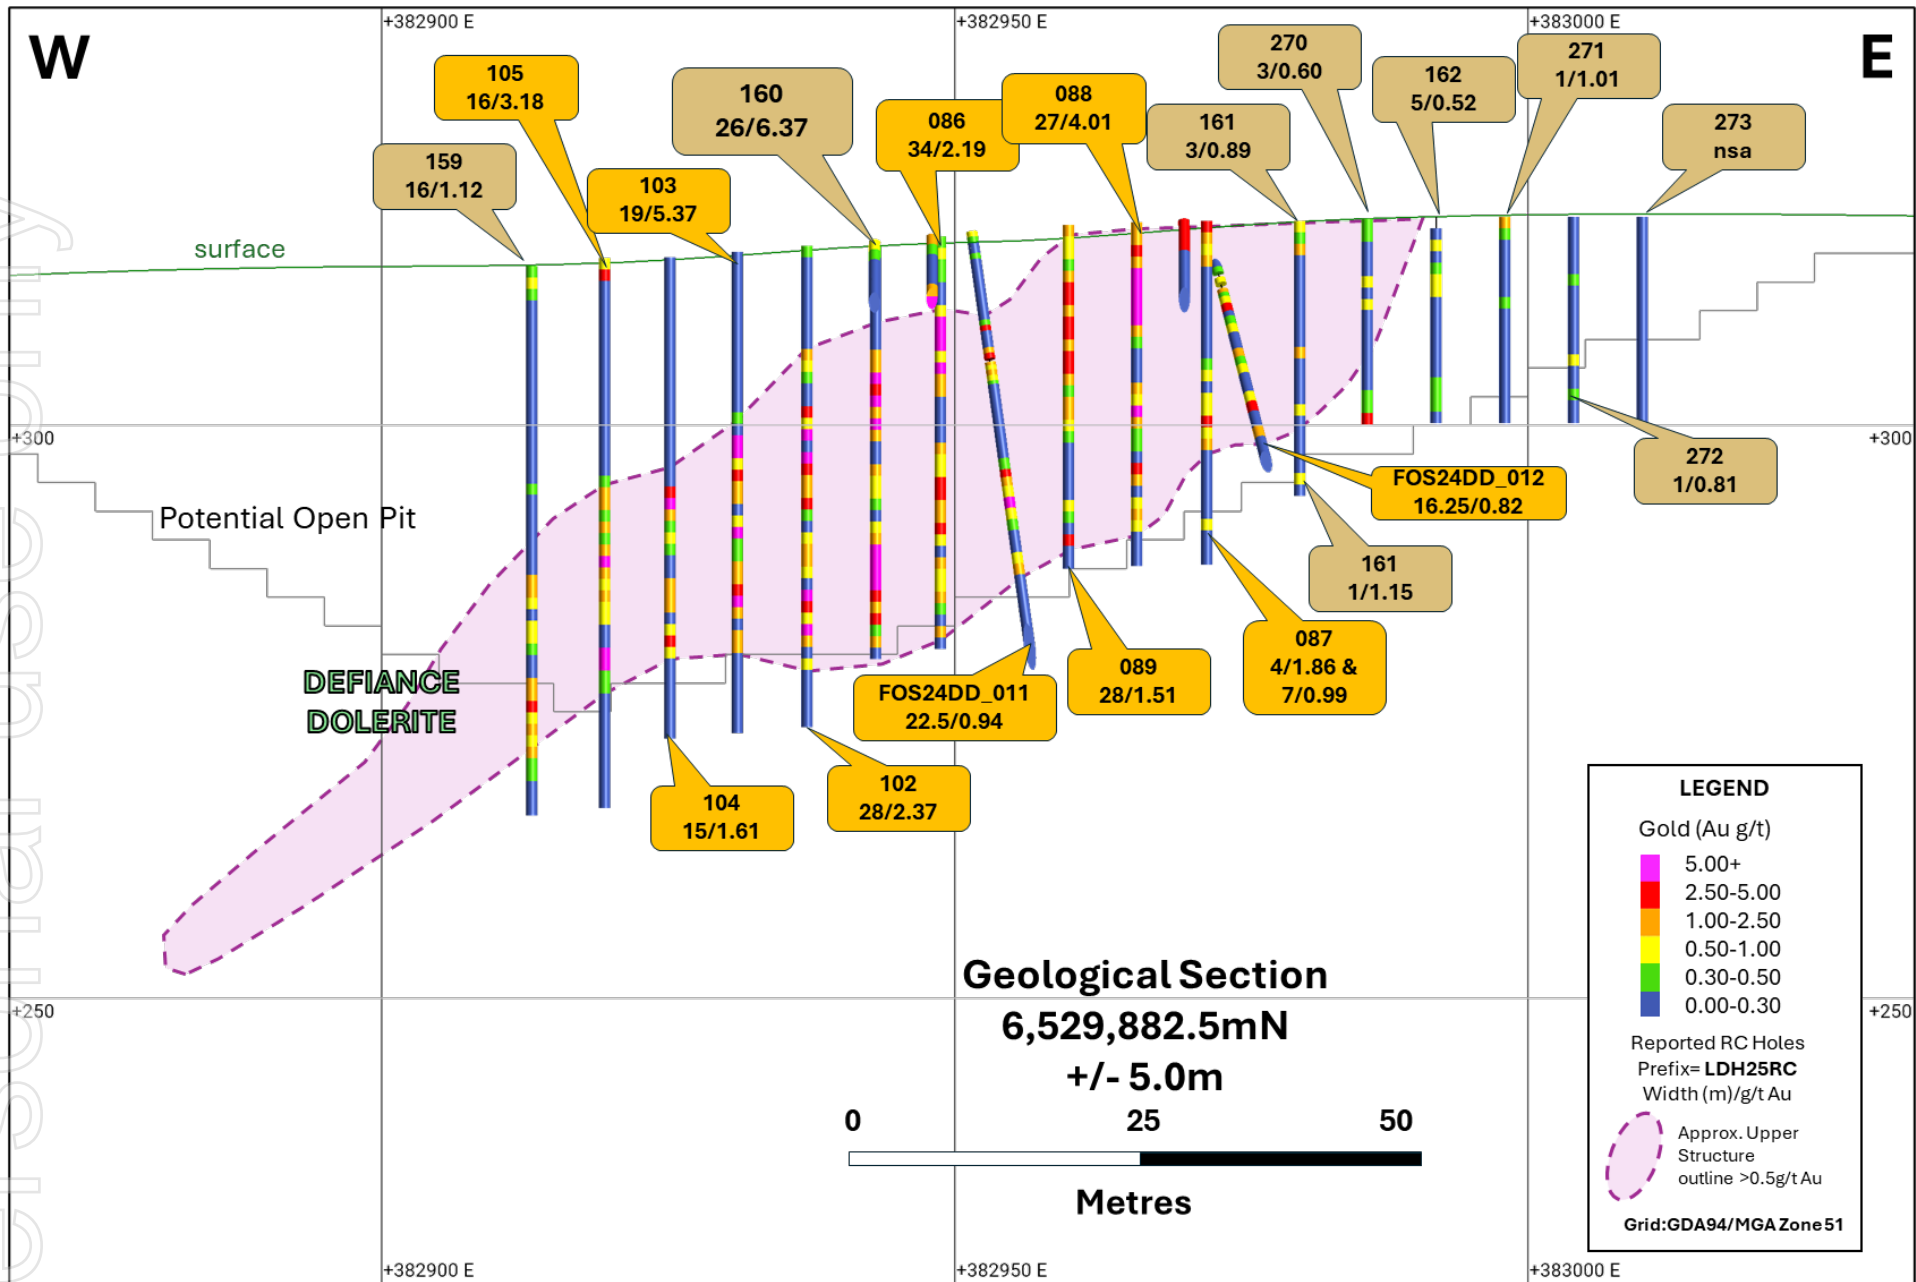 +382900 E
+382950 E
+383000 E
W
E
105
16/3.18
160
26/6.37
086
34/2.19
088
27/4.01
270
3/0.60
162
5/0.52
271
1/1.01
273
nsa
161
3/0.89
159
16/1.12
103
19/5.37
surface
+300
+300
Potential Open Pit
DEFIANCE
DOLERITE
FOS24DD_012
16.25/0.82
272
1/0.81
161
1/1.15
087
4/1.86 &
7/0.99
089
28/1.51
FOS24DD_011
22.5/0.94
102
28/2.37
104
15/1.61
+250
+250
Geological Section
6,529,882.5mN
+/- 5.0m
0
25
50
Metres
LEGEND
Gold (Au g/t)
5.00+
2.50-5.00
1.00-2.50
0.50-1.00
0.30-0.50
0.00-0.30
Reported RC Holes
Prefix= LDH25RC
Width (m)/g/t Au
Approx. Upper
Structure
outline >0.5g/t Au
Grid:GDA94/MGA Zone 51
+382900 E
+382950 E
+383000 E